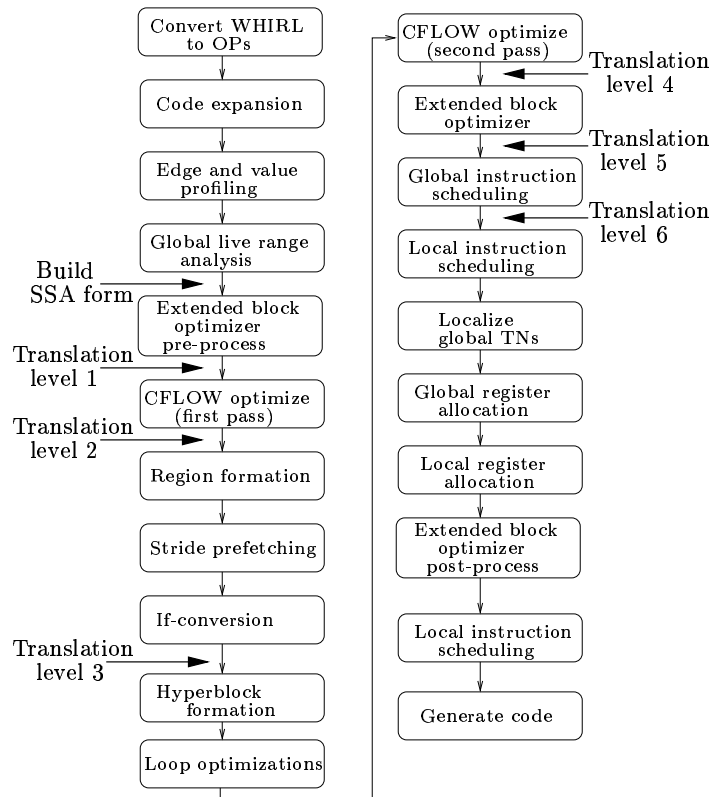 Convert WHIRL
to OPs
Code expansion
Edge and value
profiling
Global live range
analysis
Build
SSA form
Extended block
optimizer
pre-process
Translation
level 1
CFLOW optimize
(first pass)
Translation
level 2
Region formation
Stride prefetching
If-conversion
Translation
level 3
Hyperblock
formation
Loop optimizations
CFLOW optimize
(second pass)
Translation
level 4
Extended block
optimizer
Translation
level 5
Global instruction
scheduling
Translation
level 6
Local instruction
scheduling
Localize
global TNs
Global register
allocation
Local register
allocation
Extended block
optimizer
post-process
Local instruction
scheduling
Generate code